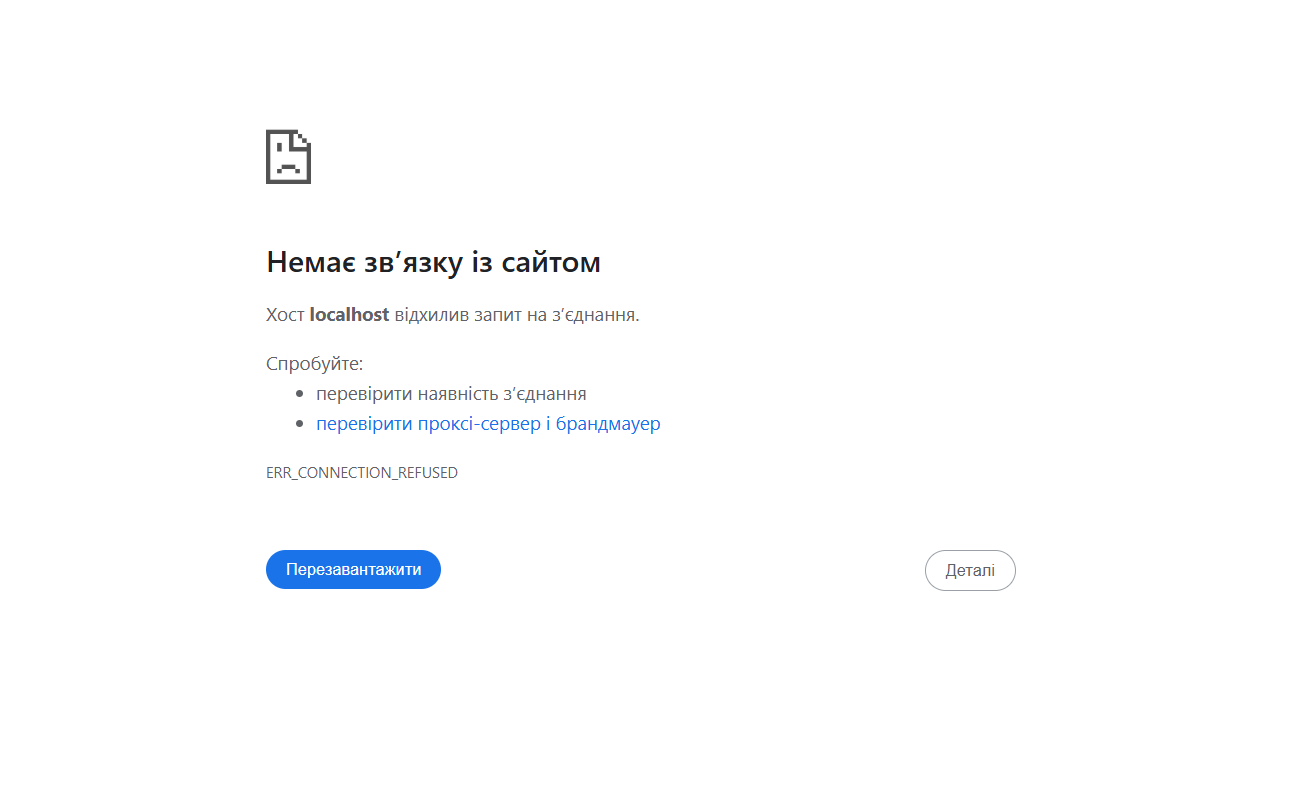 Немає зв’язку із сайтом
Хост localhost відхилив запит на з’єднання.
Спробуйте:
перевірити наявність з’єднання
перевірити проксі-сервер і брандмауер
ERR_CONNECTION_REFUSED
Перезавантажити
Деталі